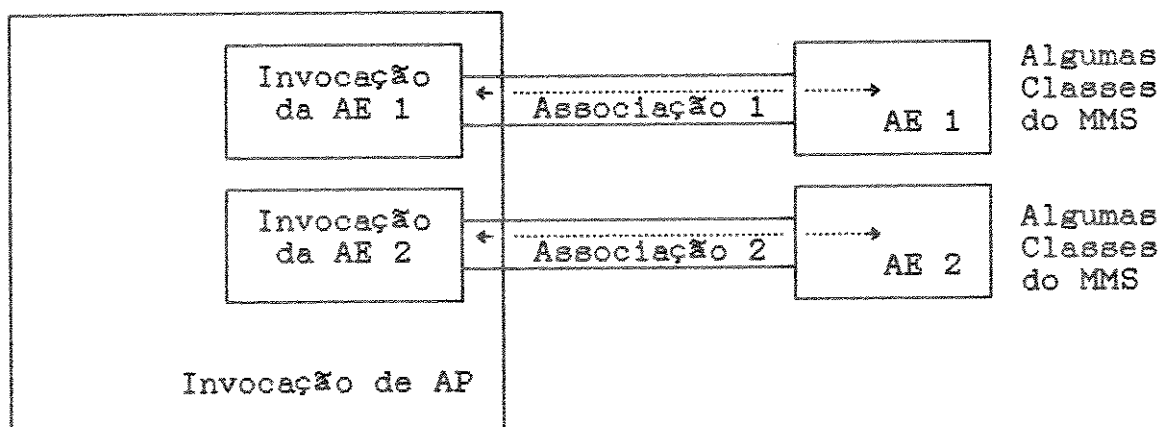 Invocação
da AE 1
Associação 1
AE 1
Algumas
Classes
do MMS
Invocação
da AE 2
Associação 2
AE 2
Algumas
Classes
do MMS
Invocação de AP